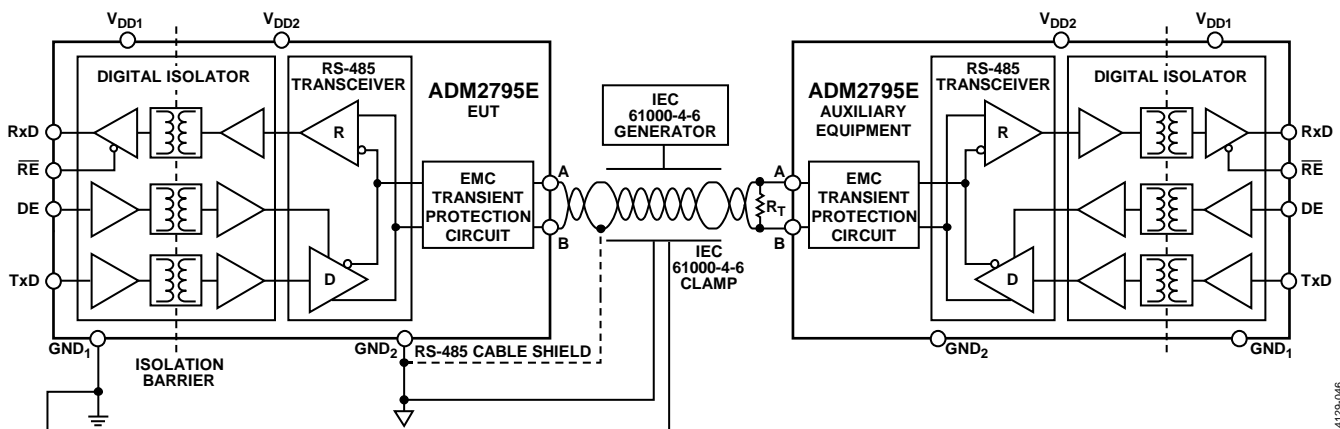 VDD1
VDD2
DIGITAL ISOLATOR
RS-485
TRANSCEIVER
ADM2795E
EUT
RxD
RE
DE
TxD
R
D
EMC
TRANSIENT
PROTECTION
CIRCUIT
A
B
GND1
GND2
ISOLATION
BARRIER
RS-485 CABLE SHIELD
IEC
61000-4-6
GENERATOR
IEC
61000-4-6
CLAMP
RT
VDD2
VDD1
ADM2795E
AUXILIARY
EQUIPMENT
RS-485
TRANSCEIVER
DIGITAL ISOLATOR
A
B
EMC
TRANSIENT
PROTECTION
CIRCUIT
R
D
RxD
RE
DE
TxD
GND2
GND1